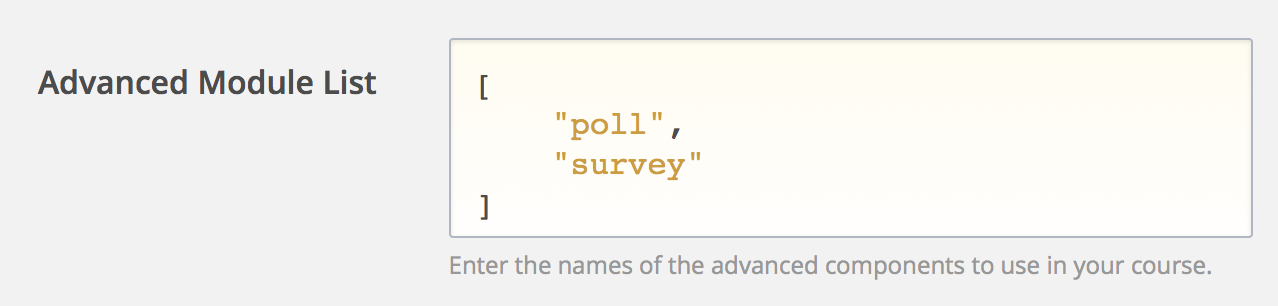 Advanced Module List
[
"poll",
"survey"
]
Enter the names of the advanced components to use in your course.